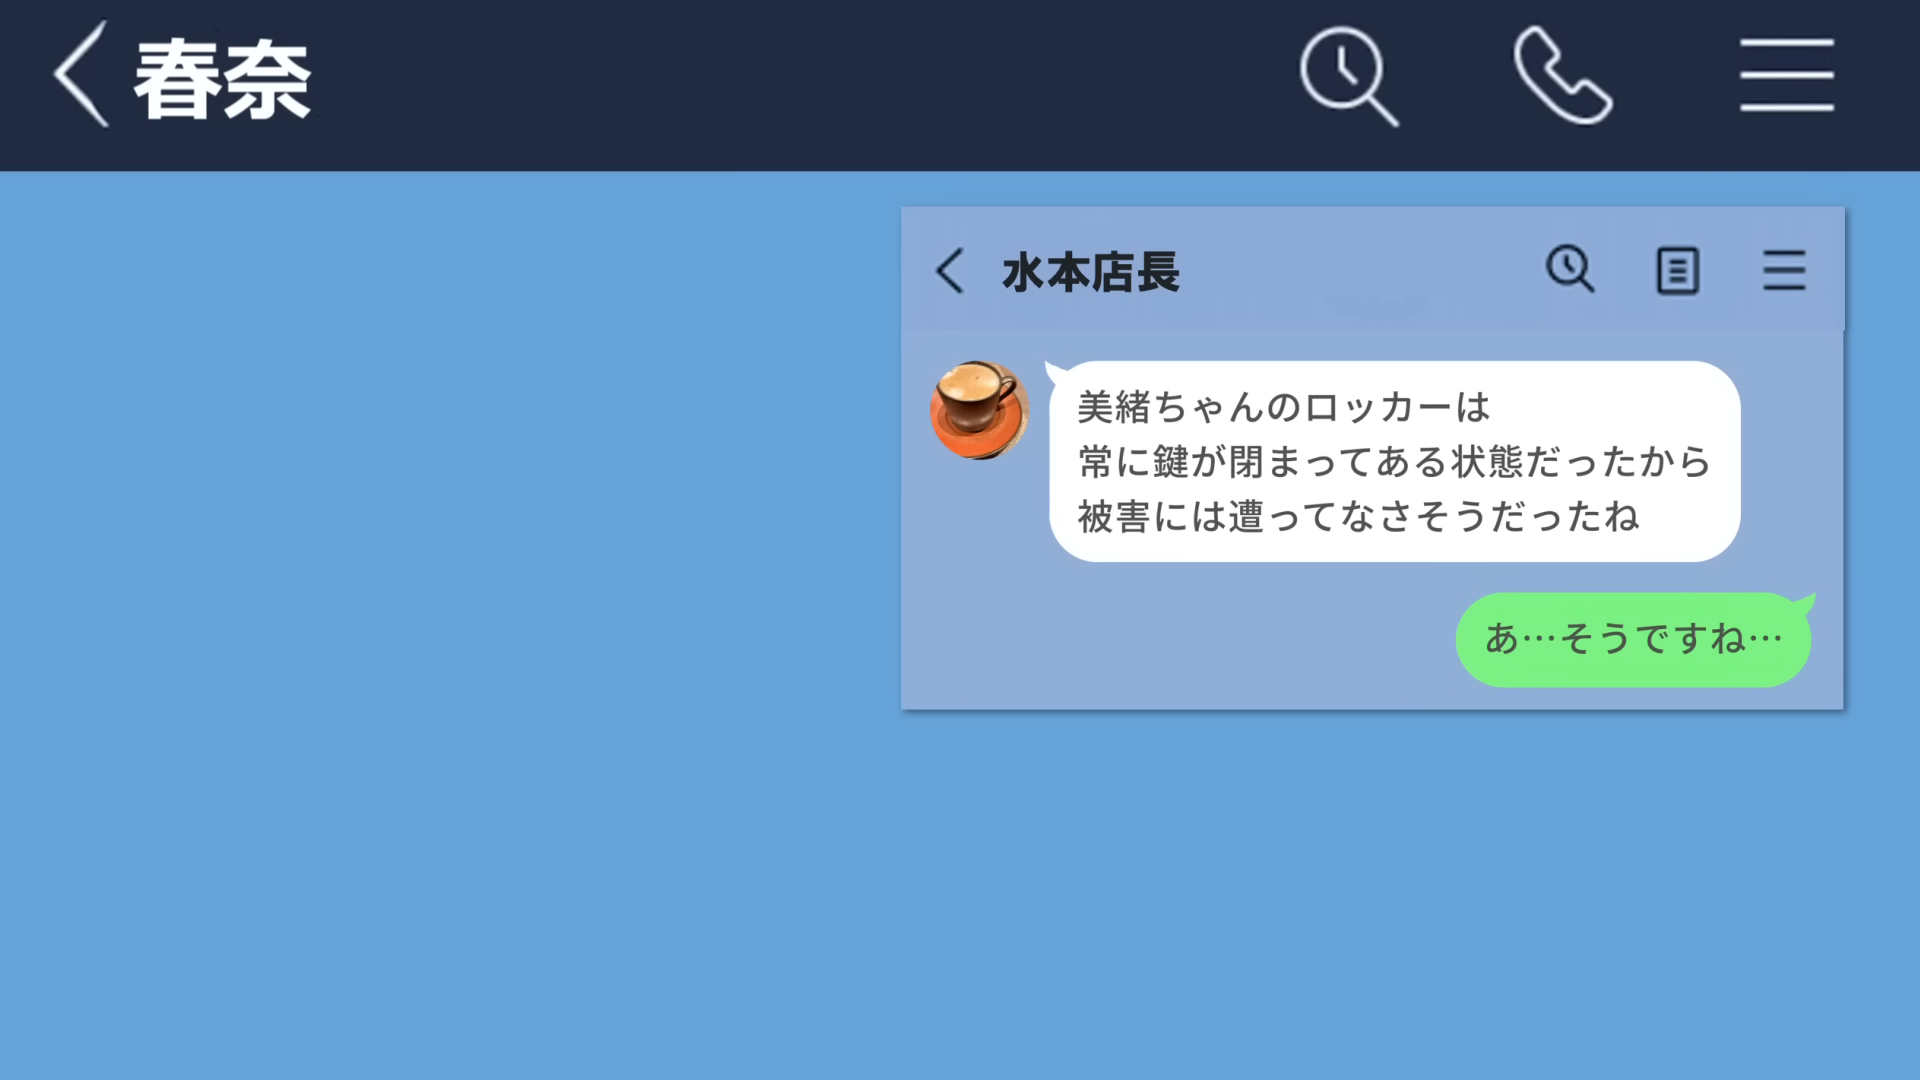 春奈
水本店長
美緒ちゃんのロッカーは
常に鍵が閉まってある状態だったから
被害には遭ってなさそうだったね
あ…そうですね…